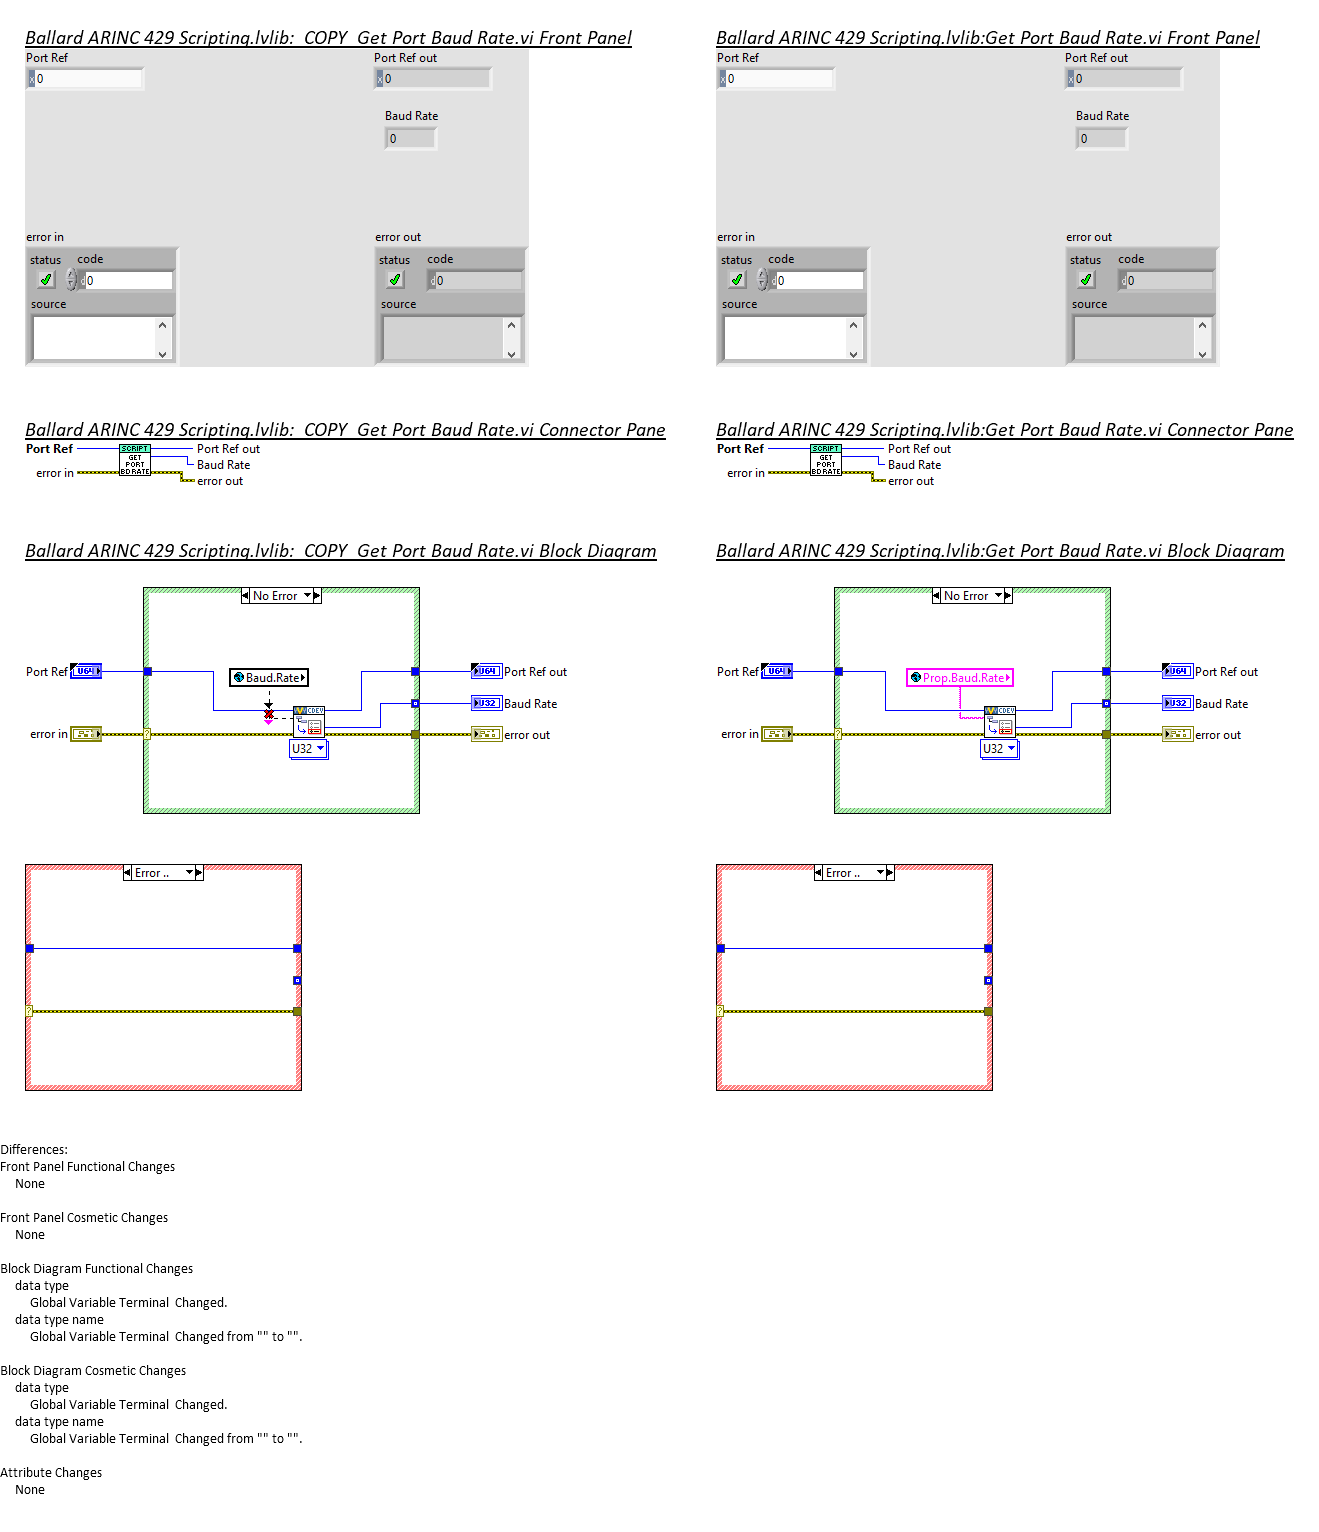 Ballard ARINC 429 Scripting.lvlib:_COPY_Get Port Baud Rate.vi Front Panel
Port Ref
x 0
Port Ref out
x 0
Baud Rate
0
error in
status
code
d 0
source
error out
status
code
d 0
source
Ballard ARINC 429 Scripting.lvlib:Get Port Baud Rate.vi Front Panel
Port Ref
x 0
Port Ref out
x 0
Baud Rate
0
error in
status
code
d 0
source
error out
status
code
d 0
source
Ballard ARINC 429 Scripting.lvlib:_COPY_Get Port Baud Rate.vi Connector Pane
Port Ref
error in
SCRIPT
GET
PORT
BD RATE
Port Ref out
Baud Rate
error out
Ballard ARINC 429 Scripting.lvlib:Get Port Baud Rate.vi Connector Pane
Port Ref
error in
SCRIPT
GET
PORT
BD RATE
Port Ref out
Baud Rate
error out
Ballard ARINC 429 Scripting.lvlib:_COPY_Get Port Baud Rate.vi Block Diagram
No Error
Port Ref
U64
Baud.Rate
U64
Port Ref out
U32
Baud Rate
CDEV
error in
?
error out
U32
Error ..
?
Ballard ARINC 429 Scripting.lvlib:Get Port Baud Rate.vi Block Diagram
No Error
Port Ref
U64
Prop.Baud.Rate
U64
Port Ref out
U32
Baud Rate
CDEV
error in
?
error out
U32
Error ..
?
Differences:
Front Panel Functional Changes
None
Front Panel Cosmetic Changes
None
Block Diagram Functional Changes
data type
Global Variable Terminal  Changed.
data type name
Global Variable Terminal  Changed from "" to "".
Block Diagram Cosmetic Changes
data type
Global Variable Terminal  Changed.
data type name
Global Variable Terminal  Changed from "" to "".
Attribute Changes
None